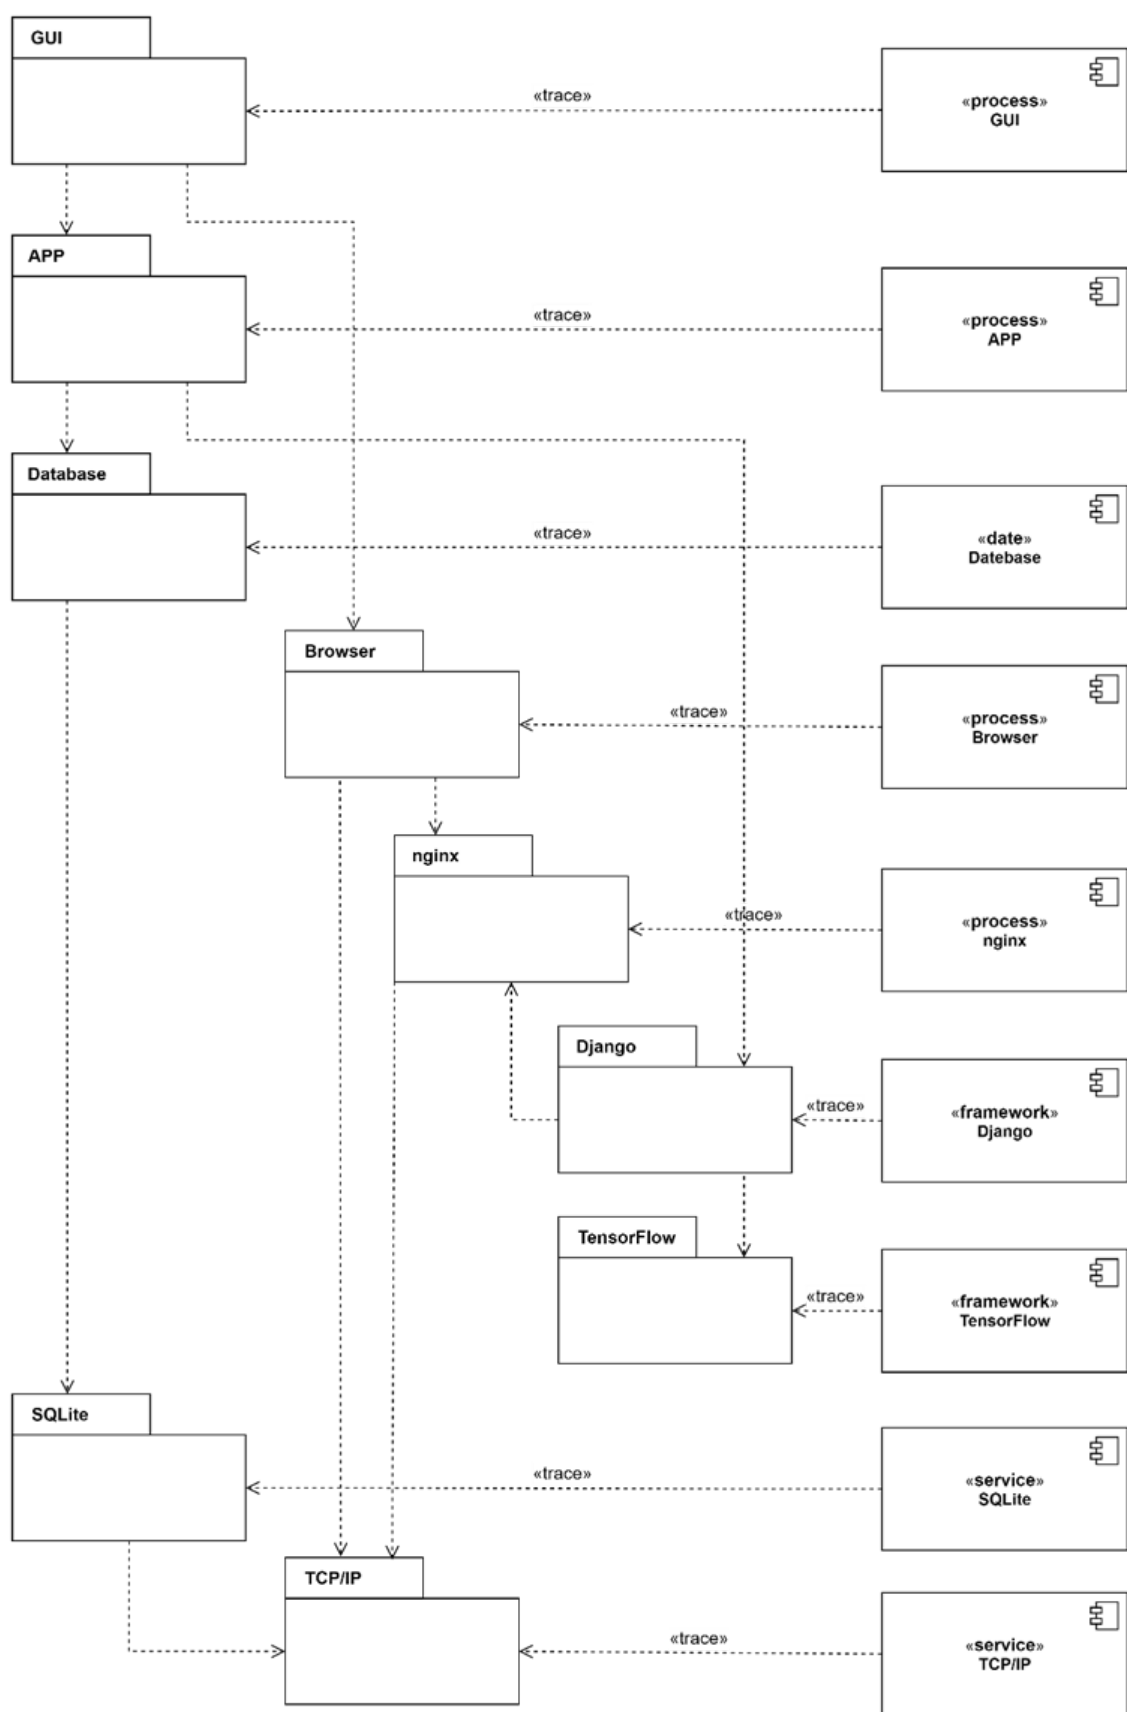 GUI
«trace»
«process»
GUI
APP
«trace»
«process»
APP
Database
«trace»
«date»
Datebase
Browser
«trace»
«process»
Browser
nginx
«trace»
«process»
nginx
Django
«trace»
«framework»
Django
TensorFlow
«trace»
«framework»
TensorFlow
SQLite
«trace»
«service»
SQLite
TCP/IP
«trace»
«service»
TCP/IP